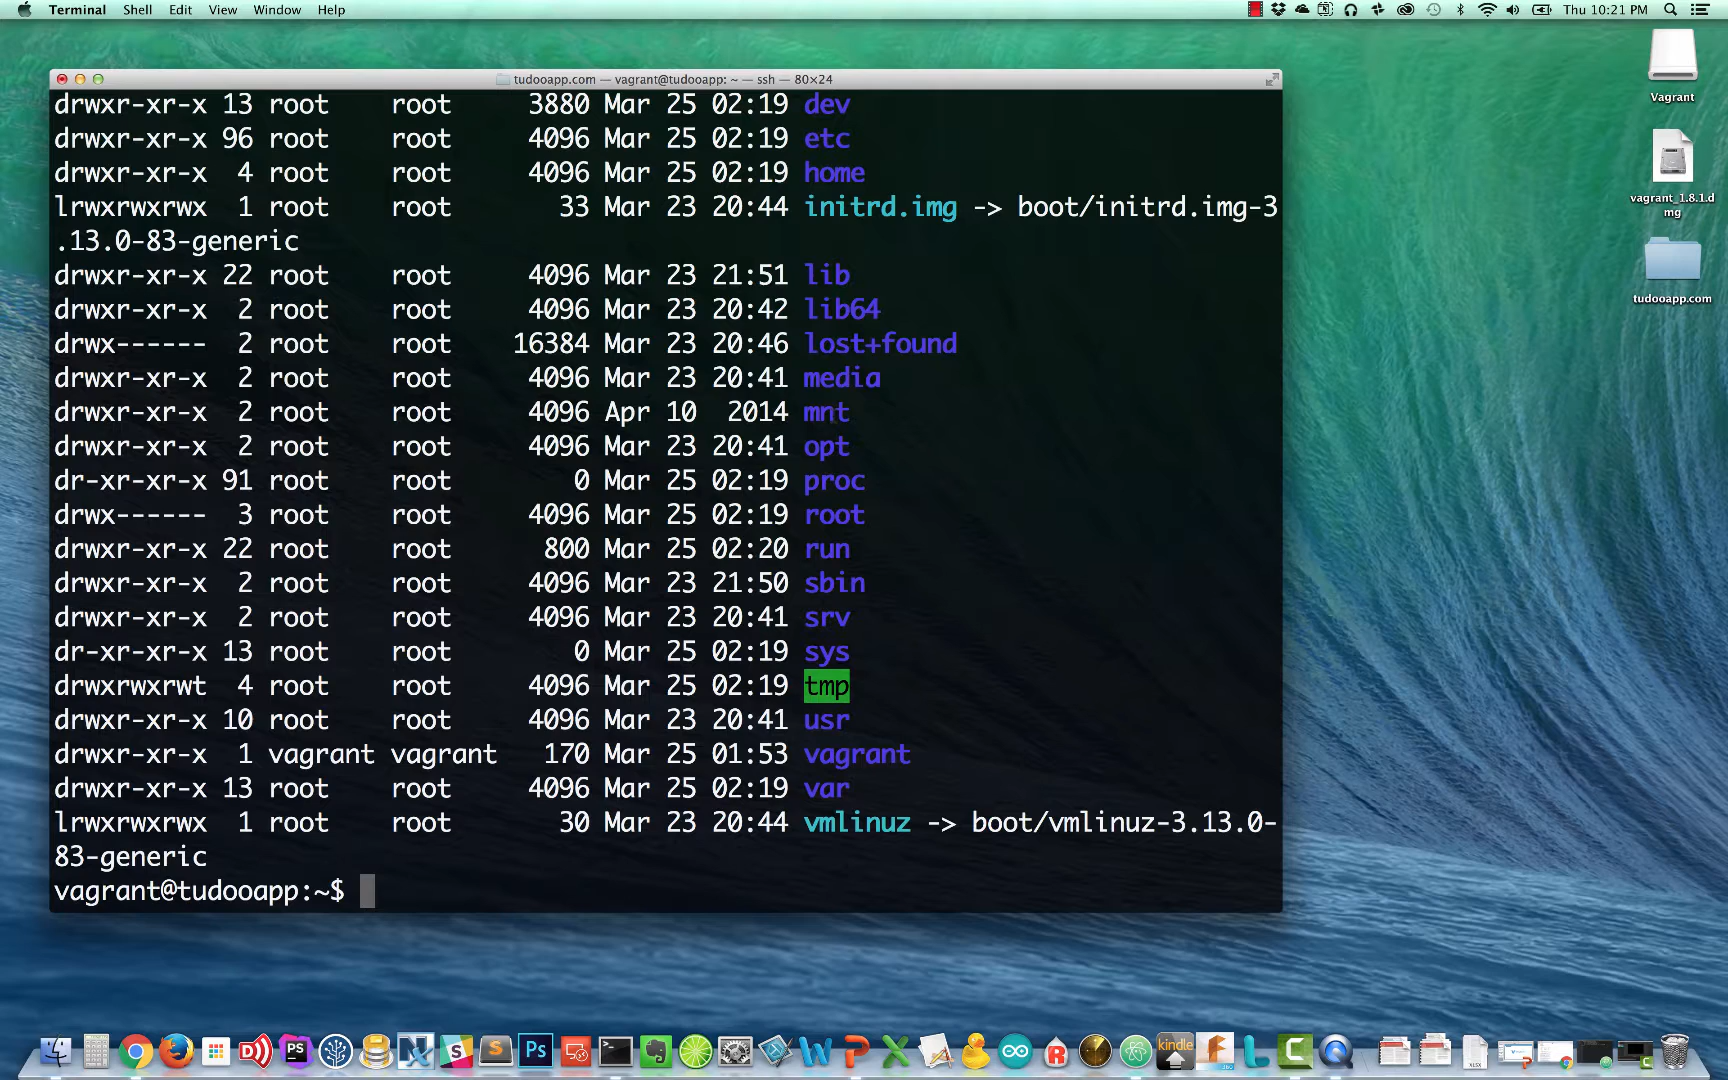 Terminal Shell Edit View Window Help Thu 10:21 PM
tudooapp.com — vagrant@tudooapp: ~ — ssh — 80×24
drwxr-xr-x 13 root root 3880 Mar 25 02:19 dev
drwxr-xr-x 96 root root 4096 Mar 25 02:19 etc
drwxr-xr-x 4 root root 4096 Mar 25 02:19 home
lrwxrwxrwx 1 root root 33 Mar 23 20:44 initrd.img -> boot/initrd.img-3
.13.0-83-generic
drwxr-xr-x 22 root root 4096 Mar 23 21:51 lib
drwxr-xr-x 2 root root 4096 Mar 23 20:42 lib64
drwx------ 2 root root 16384 Mar 23 20:46 lost+found
drwxr-xr-x 2 root root 4096 Mar 23 20:41 media
drwxr-xr-x 2 root root 4096 Apr 10 2014 mnt
drwxr-xr-x 2 root root 4096 Mar 23 20:41 opt
dr-xr-xr-x 91 root root 0 Mar 25 02:19 proc
drwx------ 3 root root 4096 Mar 25 02:19 root
drwxr-xr-x 22 root root 800 Mar 25 02:20 run
drwxr-xr-x 2 root root 4096 Mar 23 21:50 sbin
drwxr-xr-x 2 root root 4096 Mar 23 20:41 srv
dr-xr-xr-x 13 root root 0 Mar 25 02:19 sys
drwxrwxrwt 4 root root 4096 Mar 25 02:19 tmp
drwxr-xr-x 10 root root 4096 Mar 23 20:41 usr
drwxr-xr-x 1 vagrant vagrant 170 Mar 25 01:53 vagrant
drwxr-xr-x 13 root root 4096 Mar 25 02:19 var
lrwxrwxrwx 1 root root 30 Mar 23 20:44 vmlinuz -> boot/vmlinuz-3.13.0-
83-generic
vagrant@tudooapp:~$
Vagrant
vagrant_1.8.1.d
mg
tudooapp.com
PS
Ps
kindle